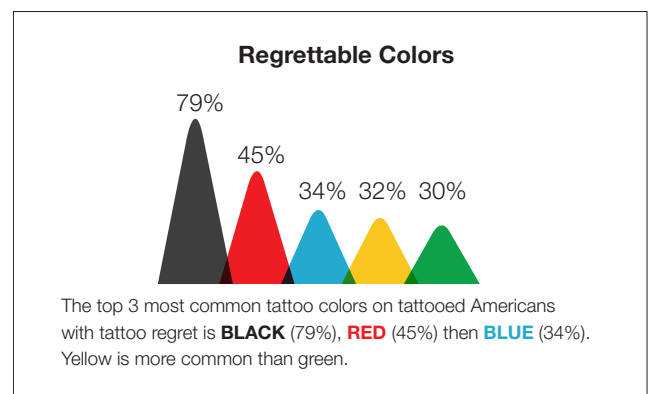 Regrettable Colors
79%
45%
34% 32% 30%
The top 3 most common tattoo colors on tattooed Americans
with tattoo regret is BLACK (79%), RED (45%) then BLUE (34%).
Yellow is more common than green.